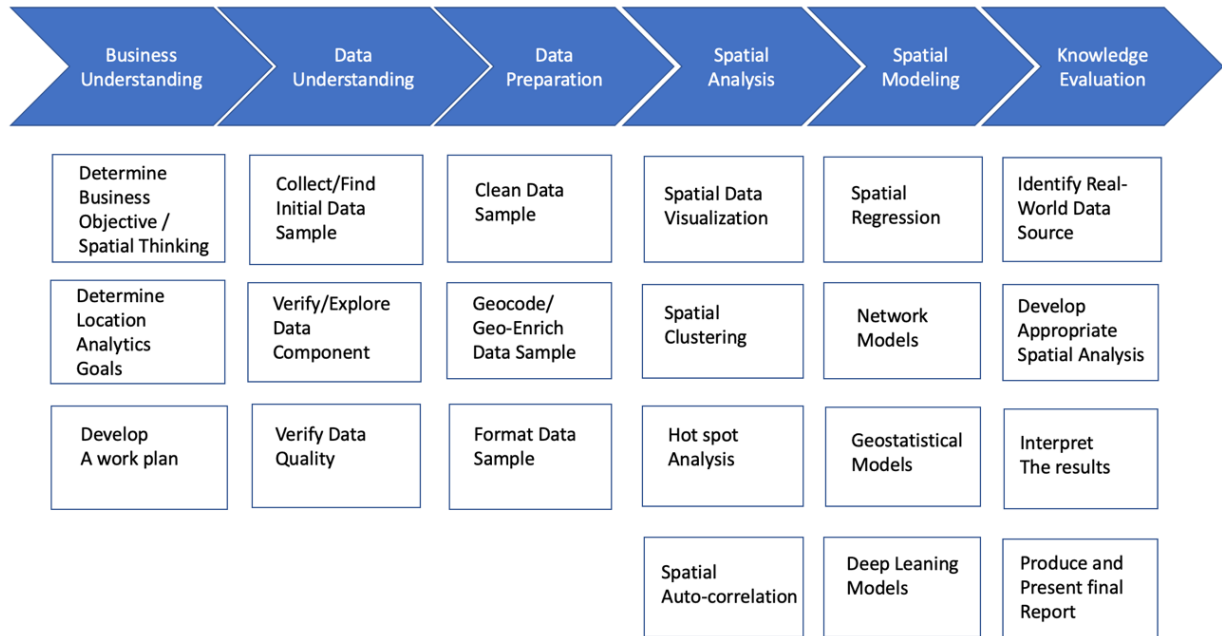 Business
Understanding
Data
Understanding
Data
Preparation
Spatial
Analysis
Spatial
Modeling
Knowledge
Evaluation
Determine
Business
Objective /
Spatial Thinking
Collect/Find
Initial Data
Sample
Clean Data
Sample
Spatial Data
Visualization
Spatial
Regression
Identify Real-
World Data
Source
Determine
Location
Analytics
Goals
Verify/Explore
Data
Component
Geocode/
Geo-Enrich
Data Sample
Spatial
Clustering
Network
Models
Develop
Appropriate
Spatial Analysis
Develop
A work plan
Verify Data
Quality
Format Data
Sample
Hot spot
Analysis
Geostatistical
Models
Interpret
The results
Spatial
Auto-correlation
Deep Leaning
Models
Produce and
Present final
Report